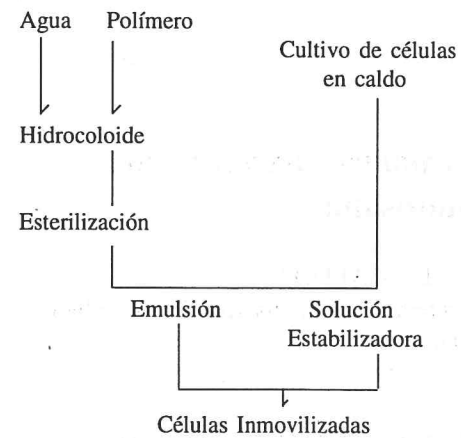 Agua Polímero
Cultivo de células
en caldo
Hidrocoloide
Esterilización
Emulsión Solución
Estabilizadora
Células Inmovilizadas